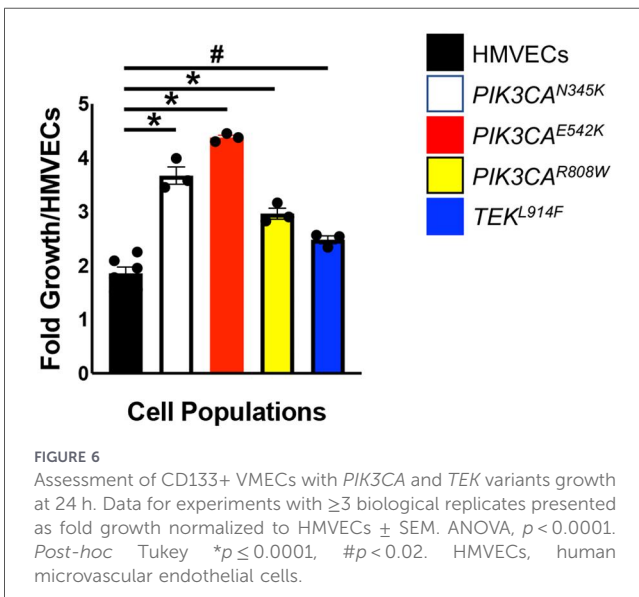 #
*
*
*
Fold Growth/HMVECs
5
4
3
2
1
0
Cell Populations
HMVECs
PIK3CA^N345K
PIK3CA^E542K
PIK3CA^R808W
TEK^L914F
FIGURE 6
Assessment of CD133+ VMECs with PIK3CA and TEK variants growth
at 24 h. Data for experiments with ≥3 biological replicates presented
as fold growth normalized to HMVECs ± SEM. ANOVA, p < 0.0001.
Post-hoc Tukey *p ≤ 0.0001, #p < 0.02. HMVECs, human
microvascular endothelial cells.